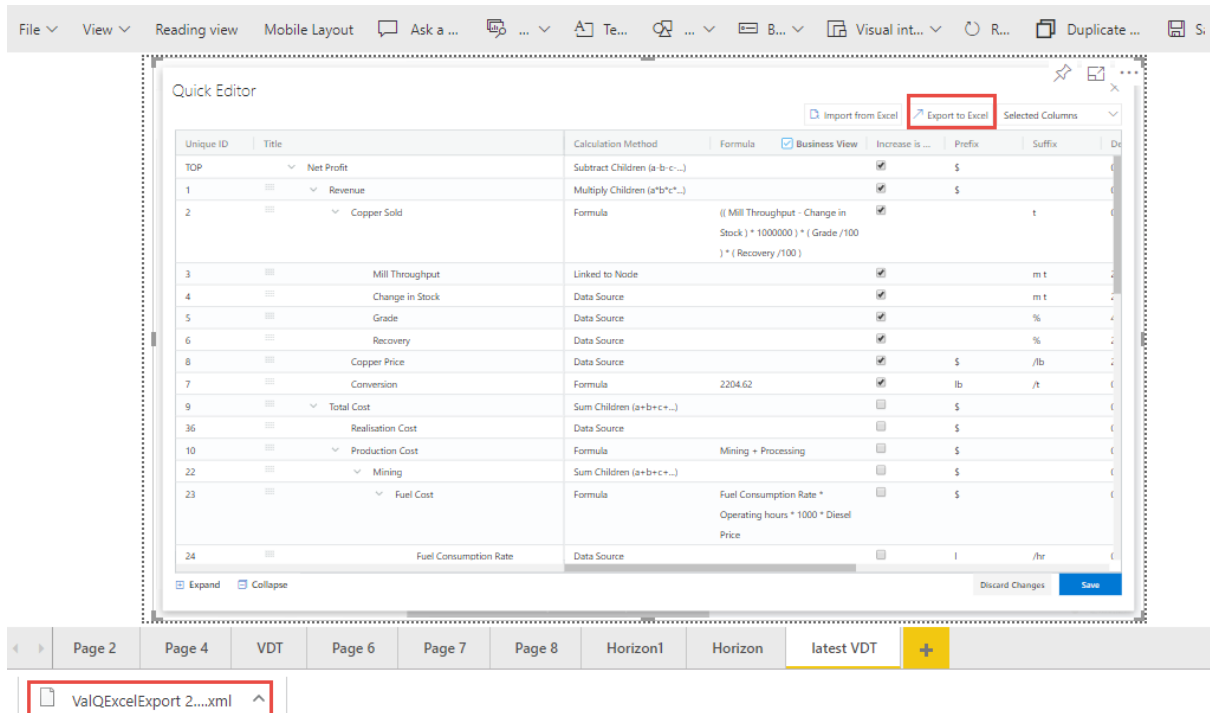 File View Reading view Mobile Layout Ask a ... ... Te... ... B... Visual int... R... Duplicate ...
Quick Editor
Import from Excel Export to Excel Selected Columns
Unique ID Title Calculation Method Formula Business View Increase is ... Prefix Suffix
TOP Net Profit Subtract Children (a-b-c-...) $
1 Revenue Multiply Children (a*b*c*...) $
2 Copper Sold Formula (( Mill Throughput - Change in t
Stock ) * 1000000 ) * ( Grade /100
) * ( Recovery /100 )
3 Mill Throughput Linked to Node m t
4 Change in Stock Data Source m t
5 Grade Data Source %
6 Recovery Data Source %
8 Copper Price Data Source $ /lb
7 Conversion Formula 2204.62 lb /t
9 Total Cost Sum Children (a+b+c+...) $
36 Realisation Cost Data Source $
10 Production Cost Formula Mining + Processing $
22 Mining Sum Children (a+b+c+...) $
23 Fuel Cost Formula Fuel Consumption Rate * $
Operating hours * 1000 * Diesel
Price
24 Fuel Consumption Rate Data Source l /hr
Expand Collapse Discard Changes Save
Page 2 Page 4 VDT Page 6 Page 7 Page 8 Horizon1 Horizon latest VDT +
ValQExcelExport 2....xml